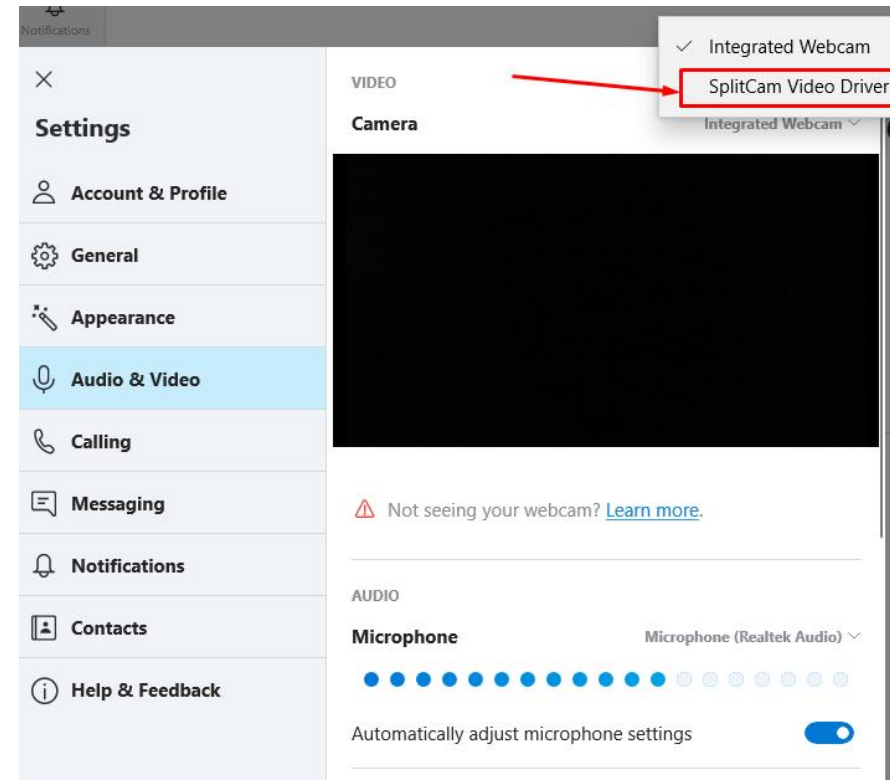 Notifications
Integrated Webcam
SplitCam Video Driver
Settings
Account & Profile
General
Appearance
Audio & Video
Calling
Messaging
Notifications
Contacts
Help & Feedback
VIDEO
Camera Integrated Webcam
Not seeing your webcam? Learn more.
AUDIO
Microphone Microphone (Realtek Audio)
Automatically adjust microphone settings